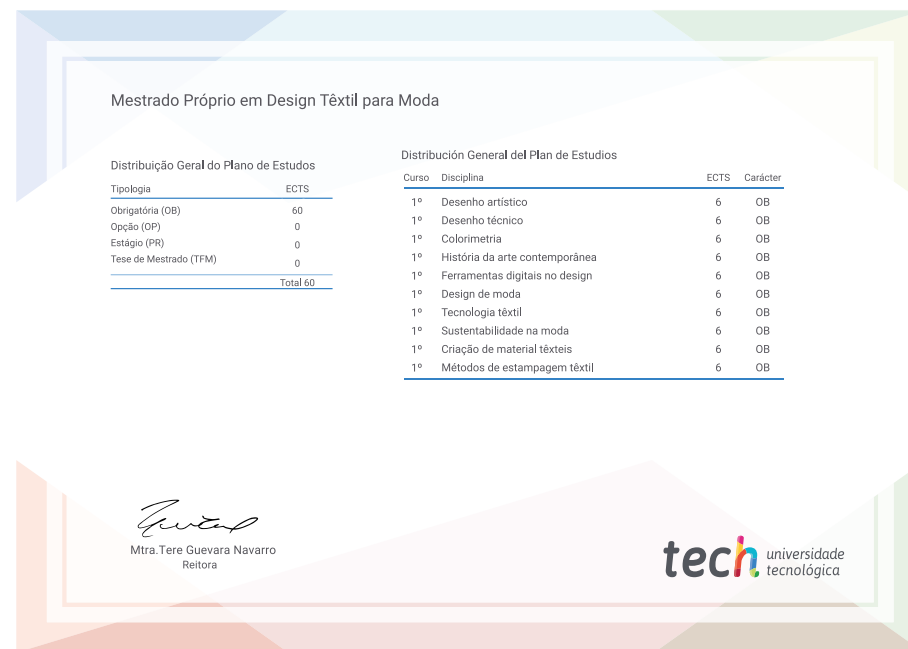 Mestrado Próprio em Design Têxtil para Moda
Distribuição Geral do Plano de Estudos
Tipologia ECTS
Obrigatória (OB) 60
Opção (OP) 0
Estágio (PR) 0
Tese de Mestrado (TFM) 0
Total 60
Distribución General del Plan de Estudios
Curso Disciplina ECTS Carácter
1º Desenho artístico 6 OB
1º Desenho técnico 6 OB
1º Colorimetria 6 OB
1º História da arte contemporânea 6 OB
1º Ferramentas digitais no design 6 OB
1º Design de moda 6 OB
1º Tecnologia têxtil 6 OB
1º Sustentabilidade na moda 6 OB
1º Criação de material têxteis 6 OB
1º Métodos de estampagem têxtil 6 OB
Mtra.Tere Guevara Navarro
Reitora
tech universidade
tecnológica